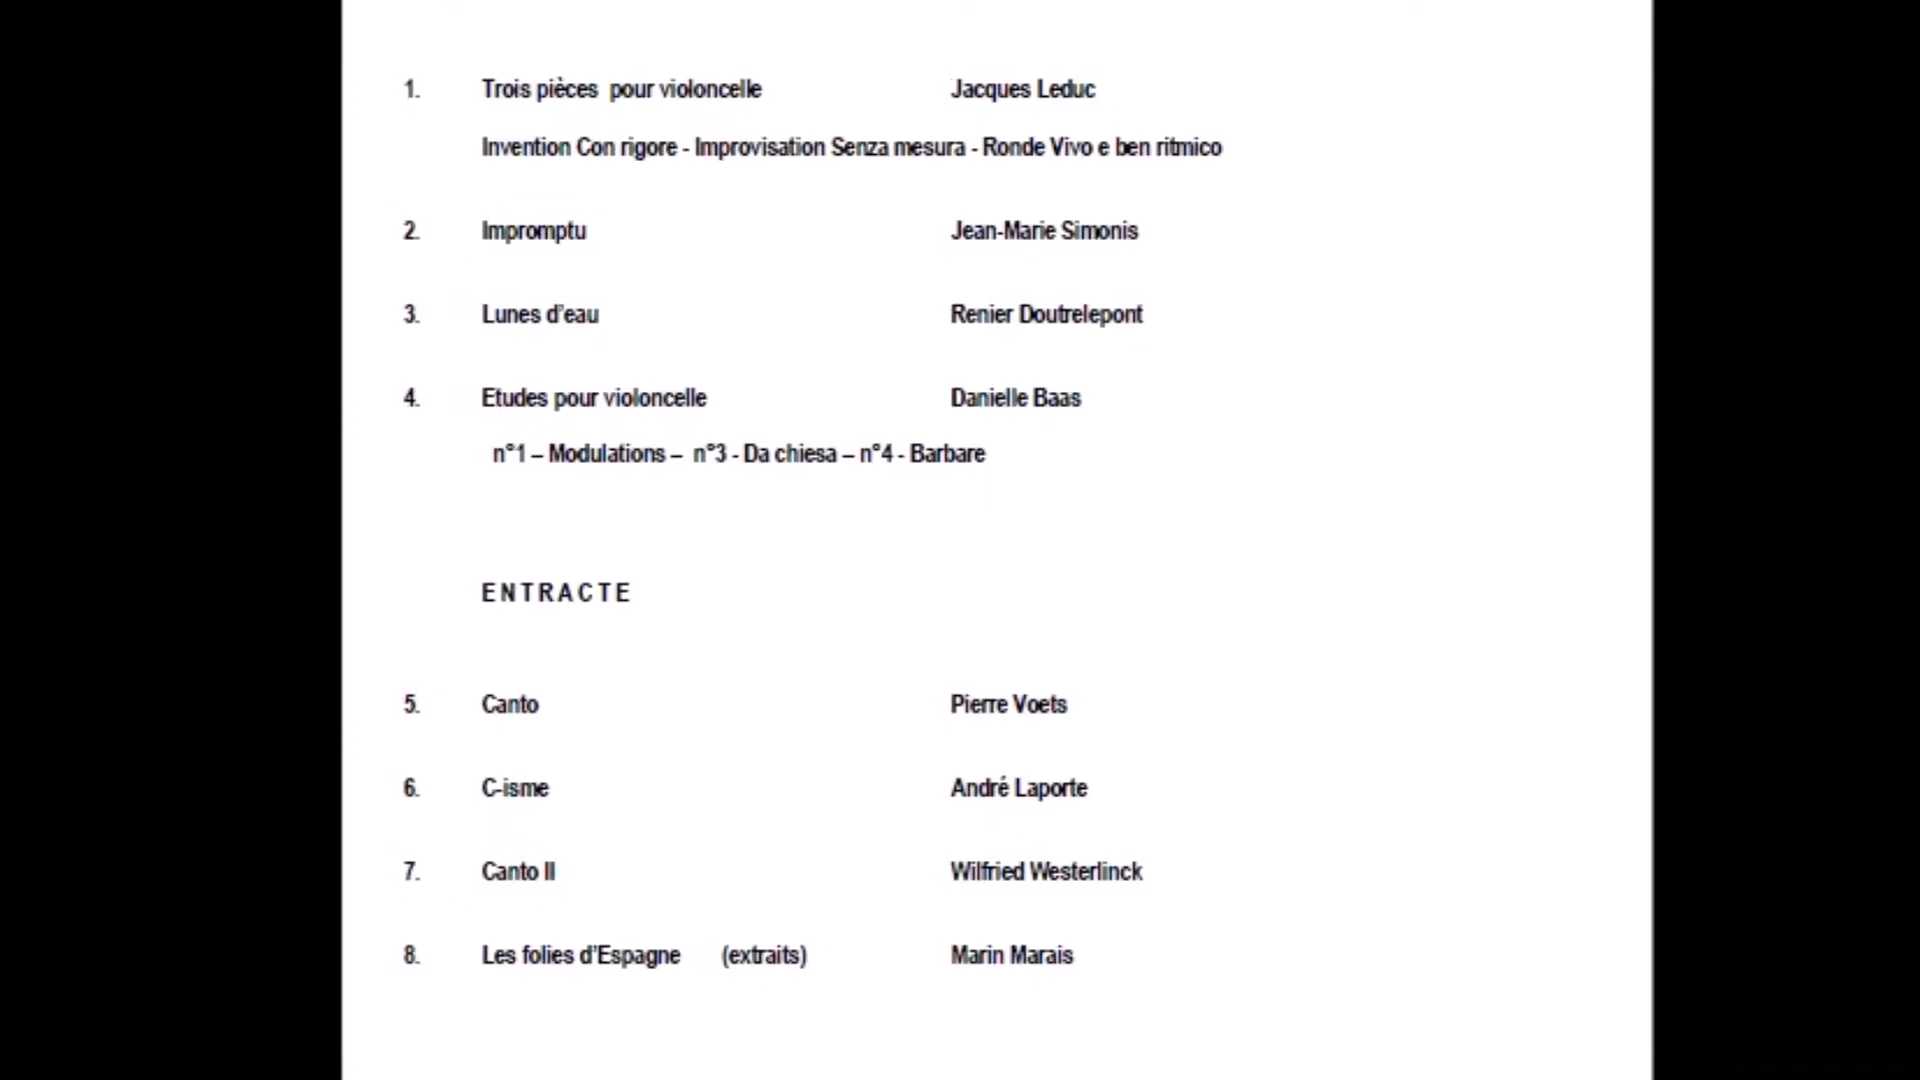 1. Trois pièces pour violoncelle Jacques Leduc
Invention Con rigore - Improvisation Senza mesura - Ronde Vivo e ben ritmico
2. Impromptu Jean-Marie Simonis
3. Lunes d'eau Renier Doutrelepont
4. Etudes pour violoncelle Danielle Baas
n°1 – Modulations – n°3 - Da chiesa – n°4 - Barbare
ENTRACTE
5. Canto Pierre Voets
6. C-isme André Laporte
7. Canto II Wilfried Westerlinck
8. Les folies d'Espagne (extraits) Marin Marais